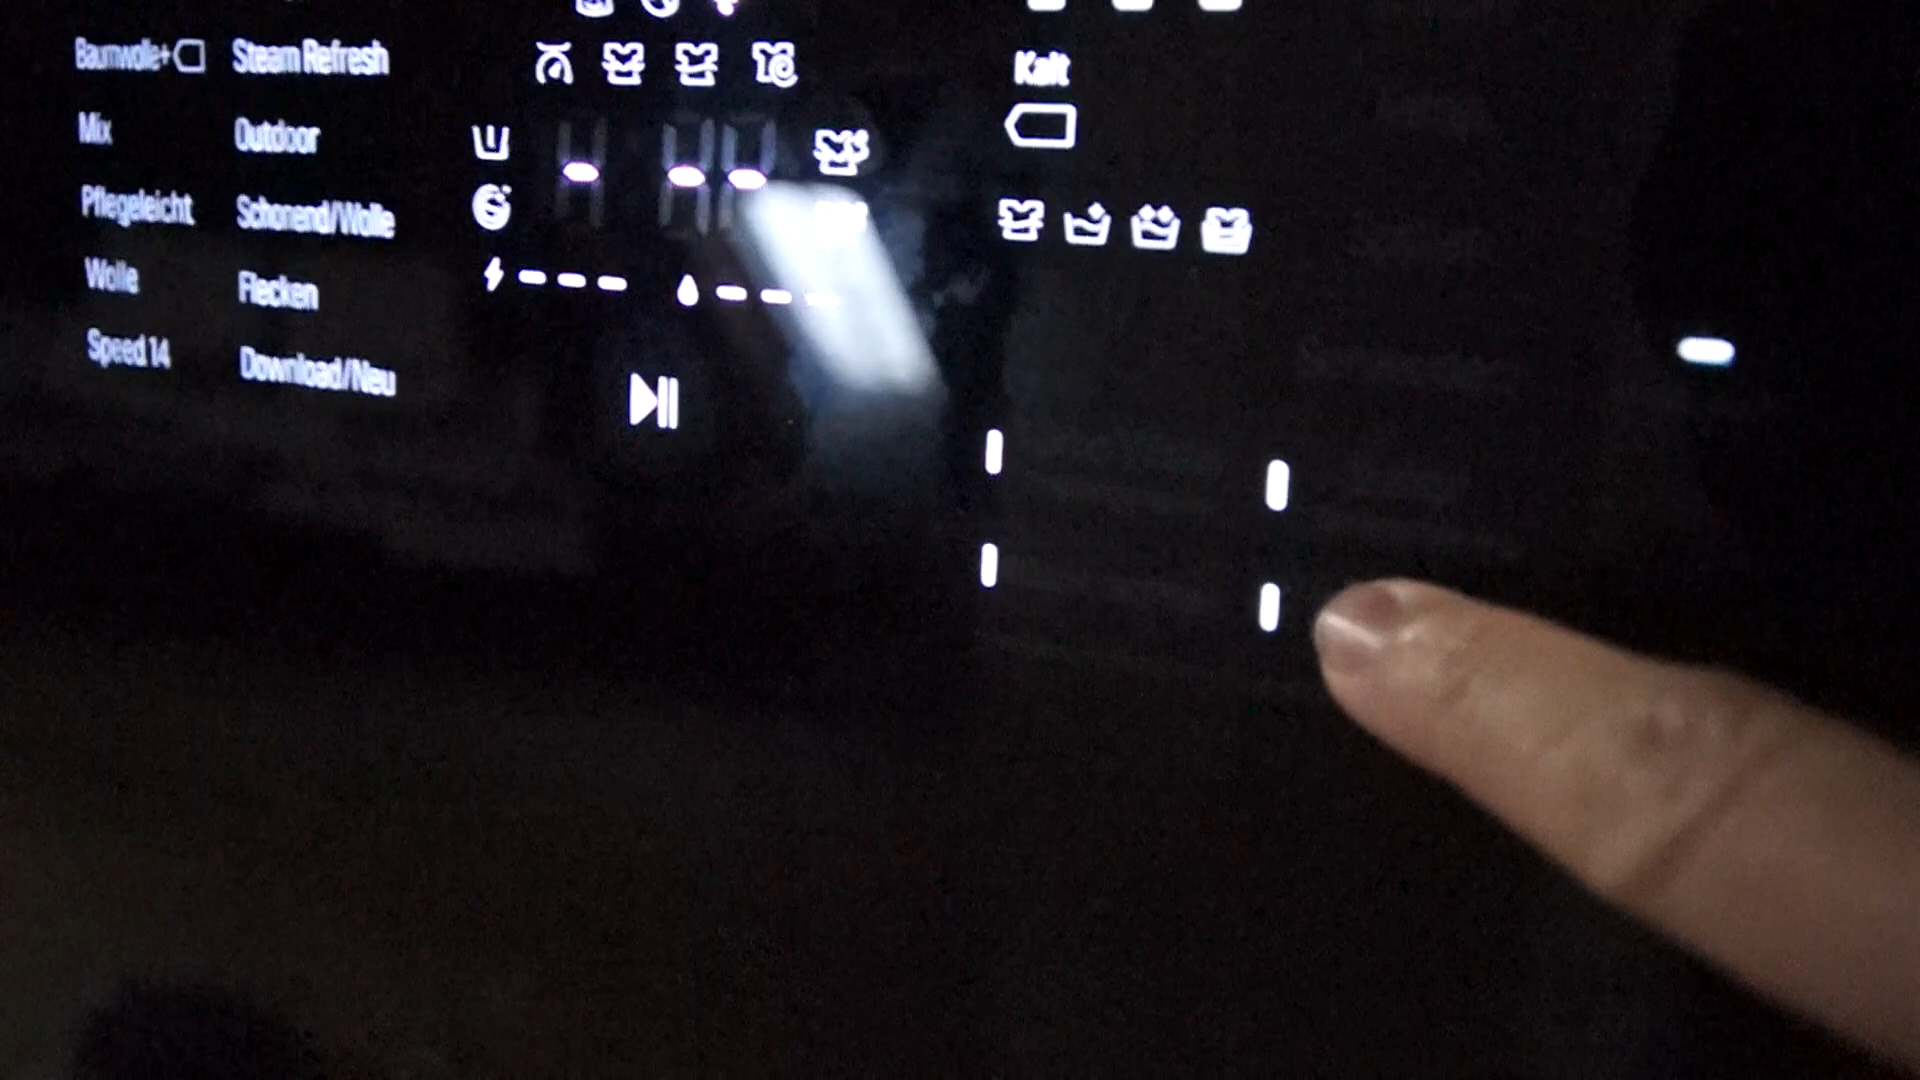 Baumwolle+
Steam Refresh
Mix
Outdoor
Pflegeleicht
Schonend/Wolle
Wolle
Flecken
Speed 14
Download/Neu
Kalt